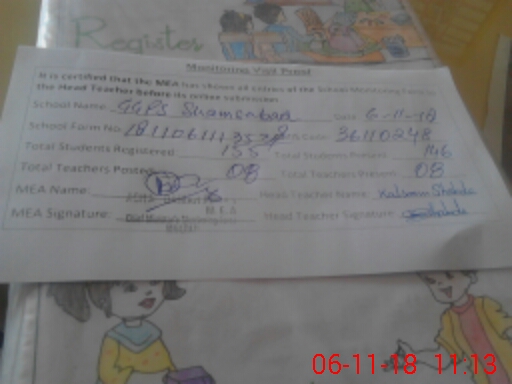 Register
Monitoring Visit Proof
It is certified that the MEA has shown all entries of the School Monitoring Form to
the Head Teacher before its online submission
School Name: GGPS Shamenabad Date: 6-11-18
School Form No. Code: 36110248
Total Students Registered: 155 Total Students Present: 146
Total Teachers Posted: 08 Total Teachers Present: 08
MEA Name: Head Teacher Name: Kalsoom Shahida
M.E.A
MEA Signature: Head Teacher Signature:
06-11-18 11:13